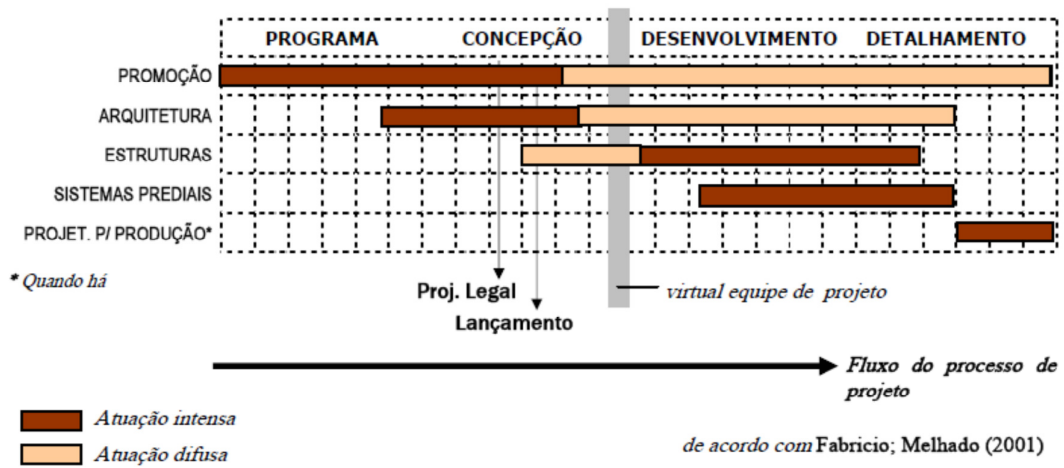 PROGRAMA CONCEPÇÃO DESENVOLVIMENTO DETALHAMENTO
PROMOÇÃO
ARQUITETURA
ESTRUTURAS
SISTEMAS PREDIAIS
PROJET. P/ PRODUÇÃO*
* Quando há
Proj. Legal
virtual equipe de projeto
Lançamento
Fluxo do processo de
projeto
Atuação intensa
Atuação difusa
de acordo com Fabricio; Melhado (2001)